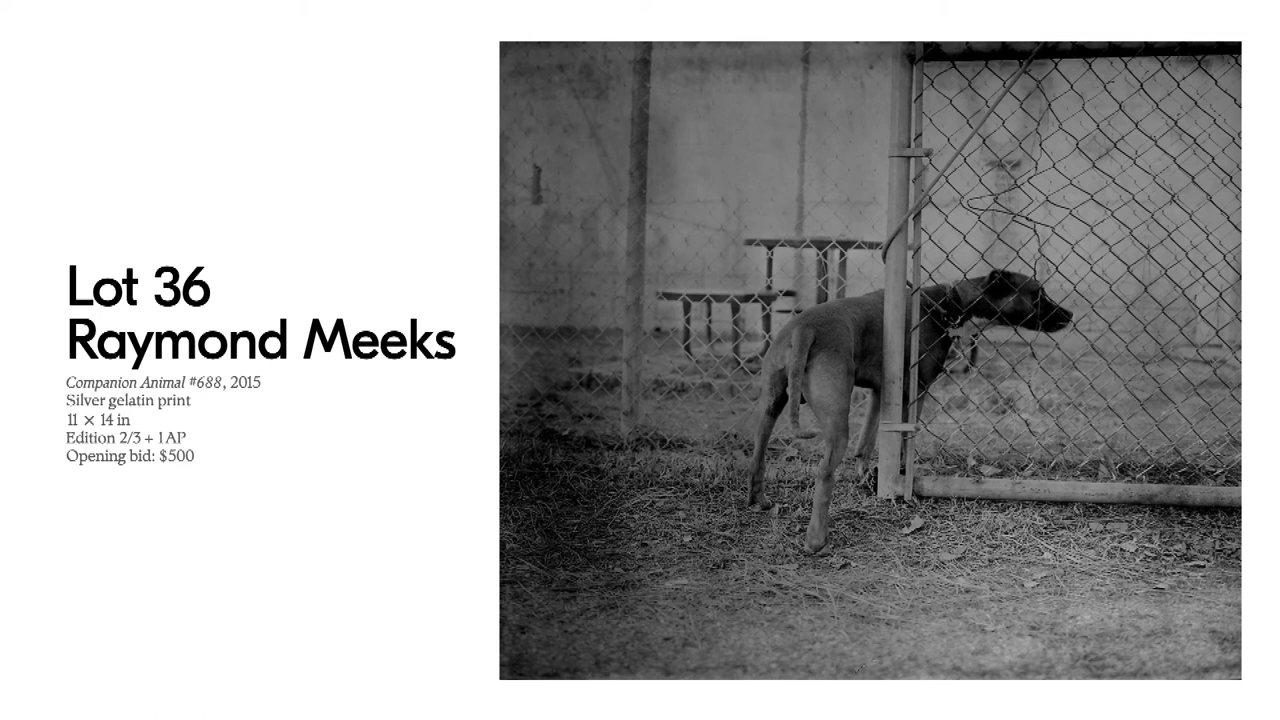 Lot 36
Raymond Meeks
Companion Animal #688, 2015
Silver gelatin print
11 × 14 in
Edition 2/3 + 1 AP
Opening bid: $500